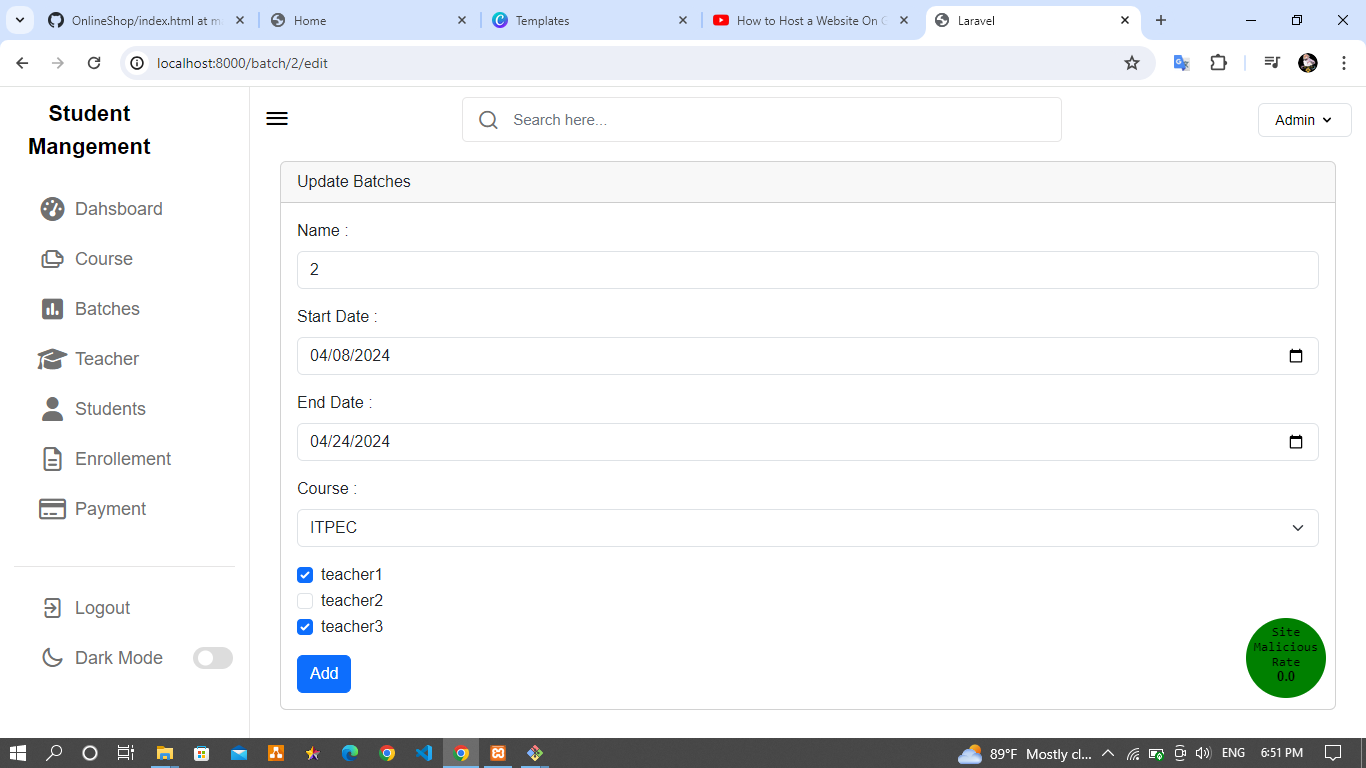 OnlineShop/index.html at m
Home
Templates
How to Host a Website On
Laravel
localhost:8000/batch/2/edit
Student
Mangement
Search here...
Admin
Dahsboard
Course
Batches
Teacher
Students
Enrollement
Payment
Logout
Dark Mode
Update Batches
Name :
2
Start Date :
04/08/2024
End Date :
04/24/2024
Course :
ITPEC
teacher1
teacher2
teacher3
Add
Site
Malicious
Rate
0.0
89°F Mostly cl...
ENG
6:51 PM